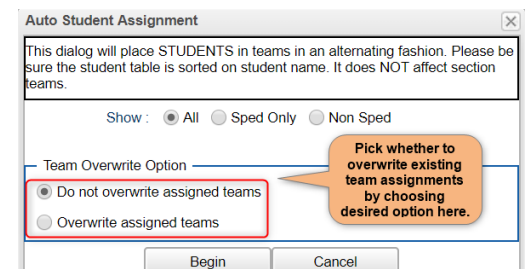 Auto Student Assignment
This dialog will place STUDENTS in teams in an alternating fashion. Please be
sure the student table is sorted on student name. It does NOT affect section
teams.
Show : All Sped Only Non Sped
Pick whether to
overwrite existing
team assignments
by choosing
desired option here.
Team Overwrite Option
Do not overwrite assigned teams
Overwrite assigned teams
Begin Cancel